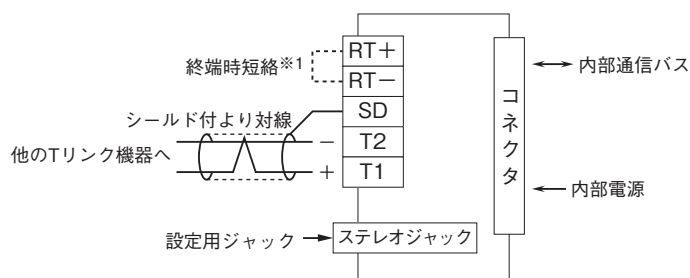 RT＋
終端時短絡※1
RT－
SD
シールド付より対線
－
T2
他のTリンク機器へ
＋
T1
設定用ジャック
ステレオジャック
コネクタ
内部通信バス
内部電源